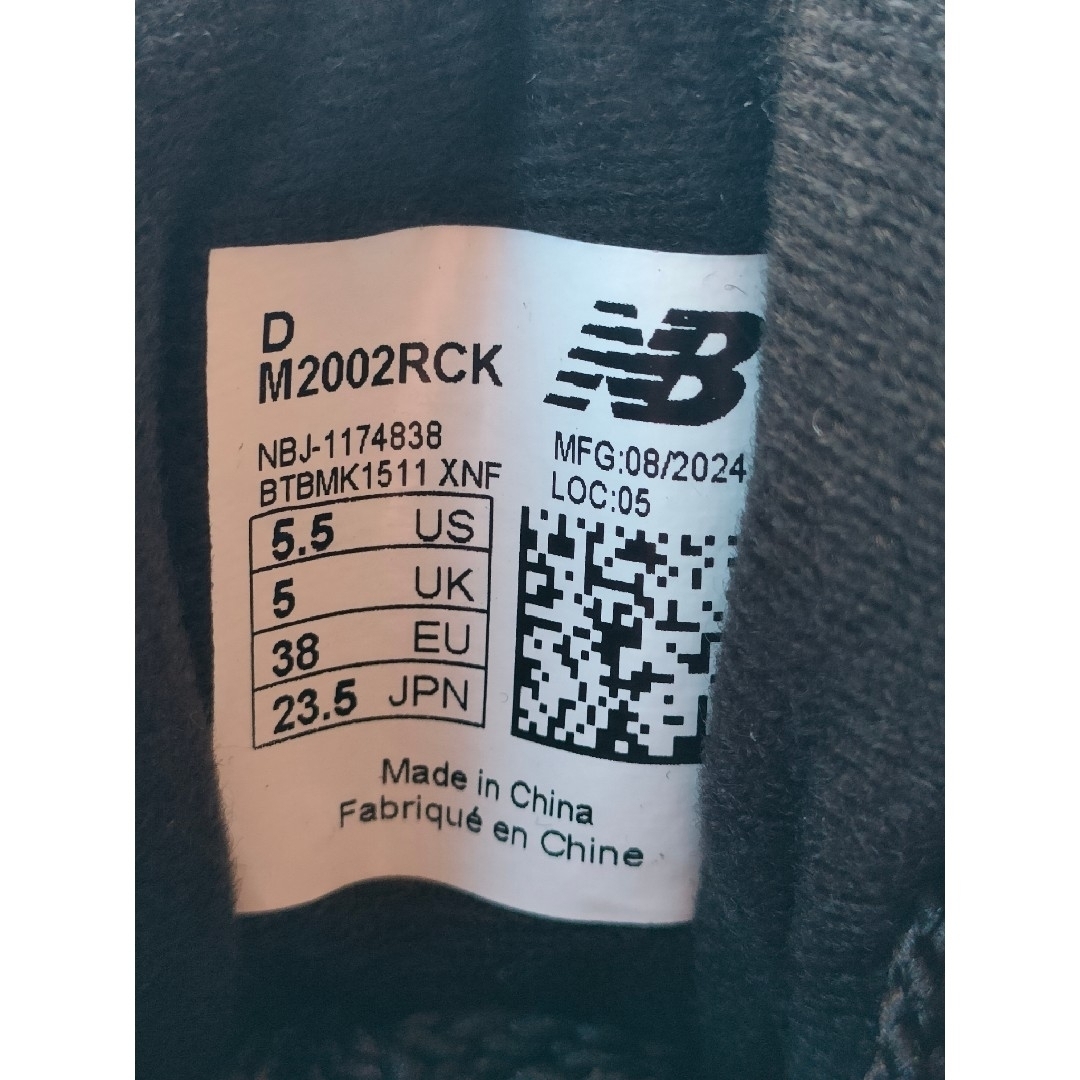 D
M2002RCK
NB
NBJ-1174838
BTBMK1511 XNF
MFG:08/2024
LOC:05
5.5 US
5 UK
38 EU
23.5 JPN
Made in China
Fabriqué en Chine